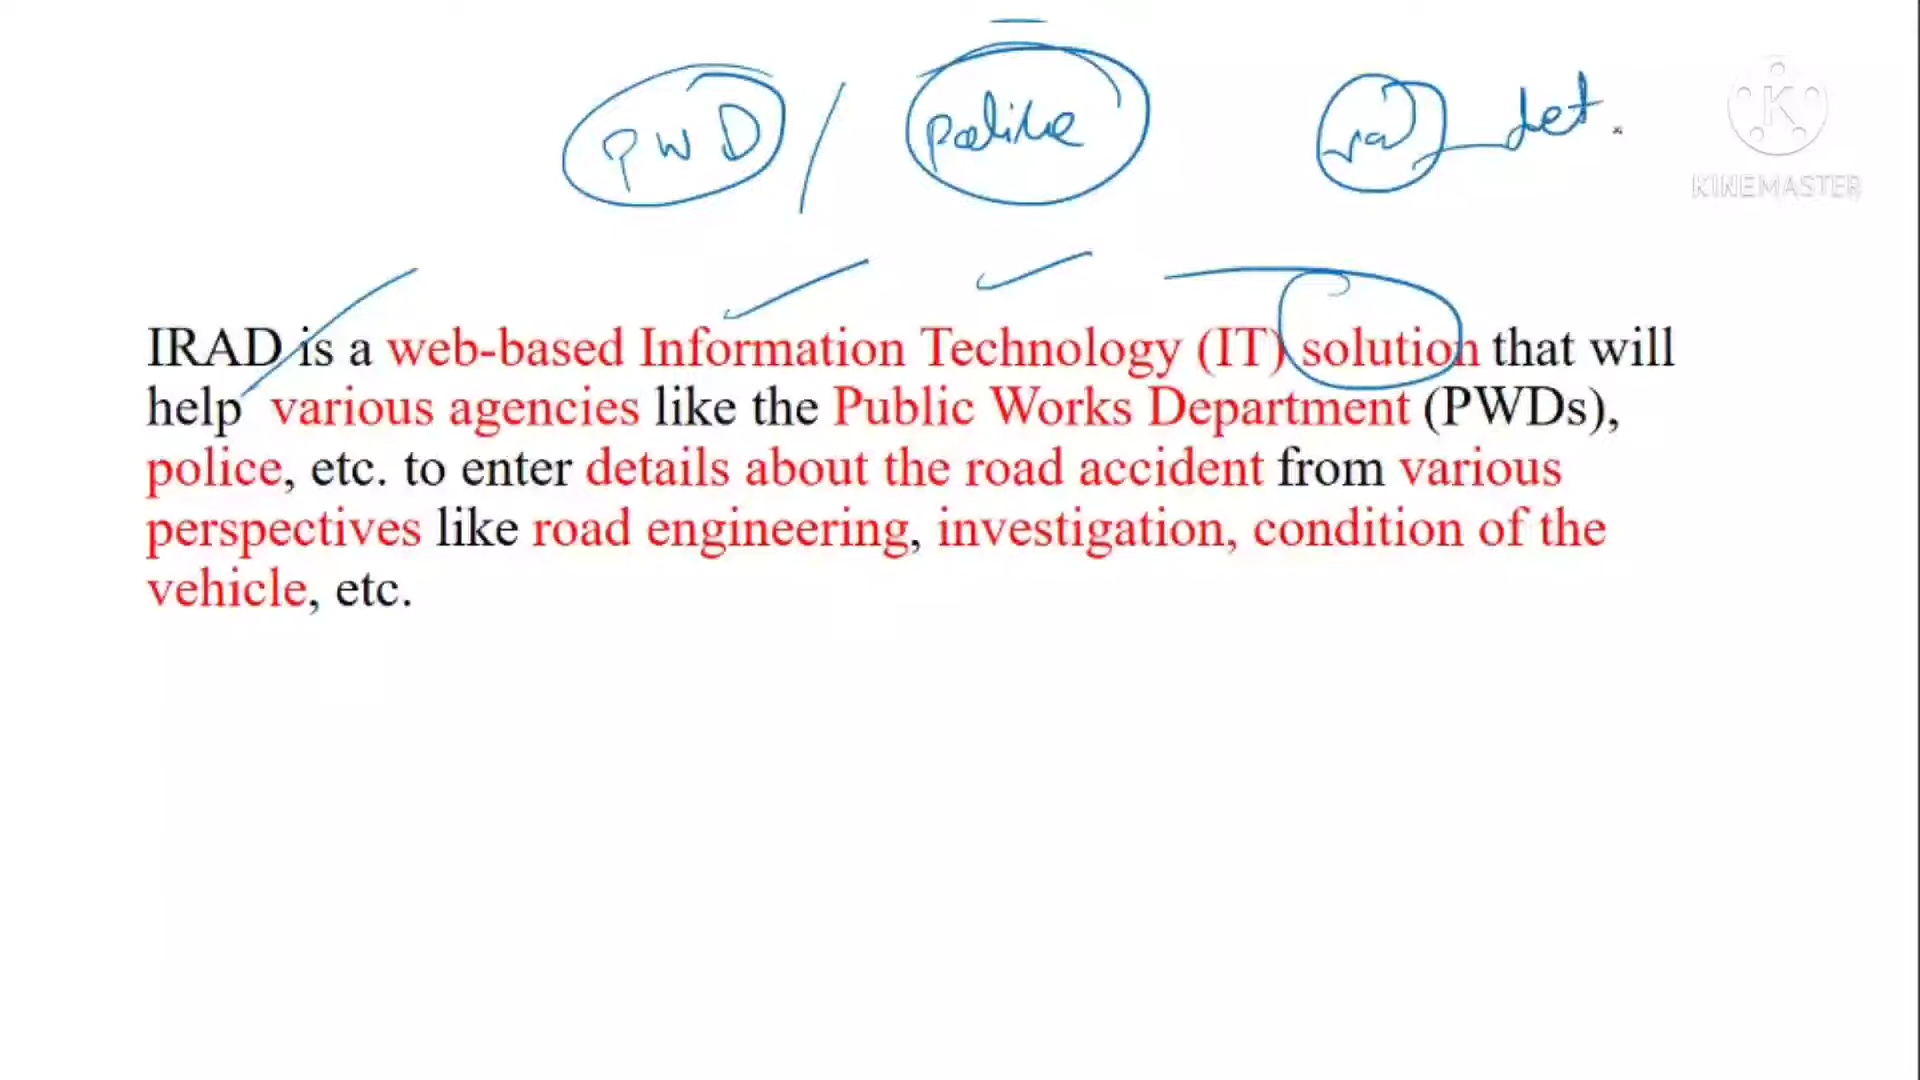 PWD / police ra det.
KINEMASTER
IRAD is a web-based Information Technology (IT) solution that will
help various agencies like the Public Works Department (PWDs),
police, etc. to enter details about the road accident from various
perspectives like road engineering, investigation, condition of the
vehicle, etc.